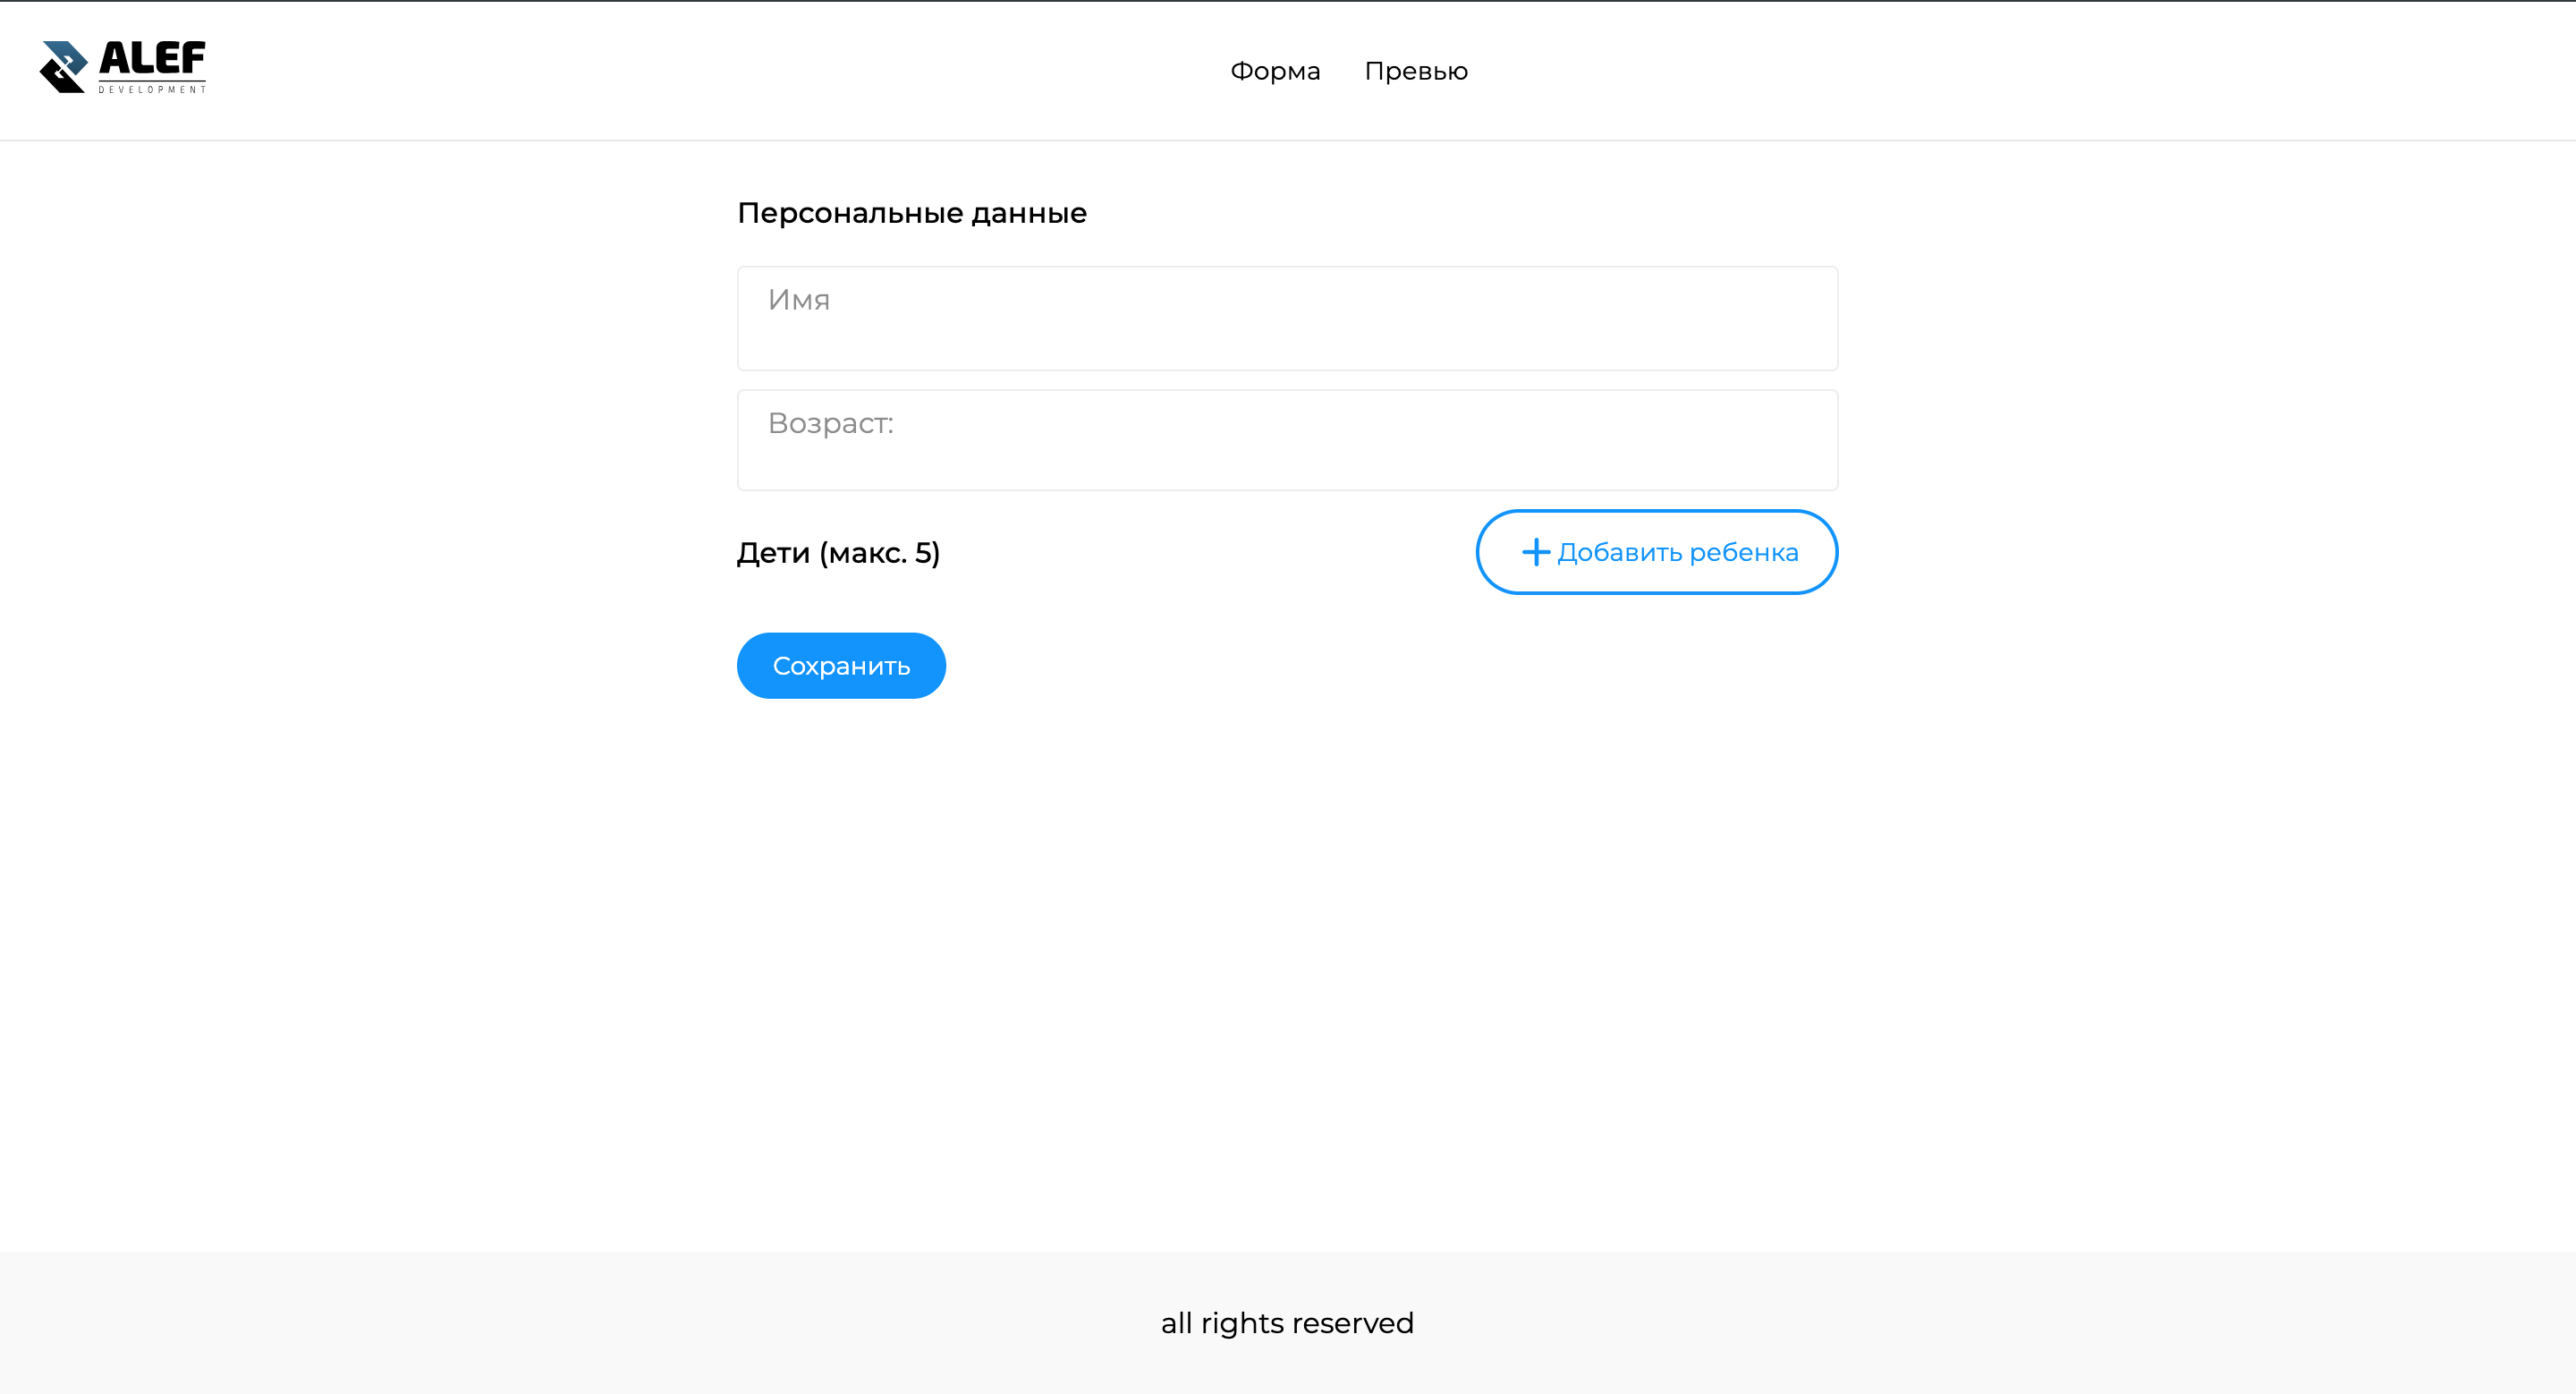 ALEF
DEVELOPMENT
Форма Превью
Персональные данные
Имя
Возраст:
Дети (макс. 5)
Добавить ребенка
Сохранить
all rights reserved